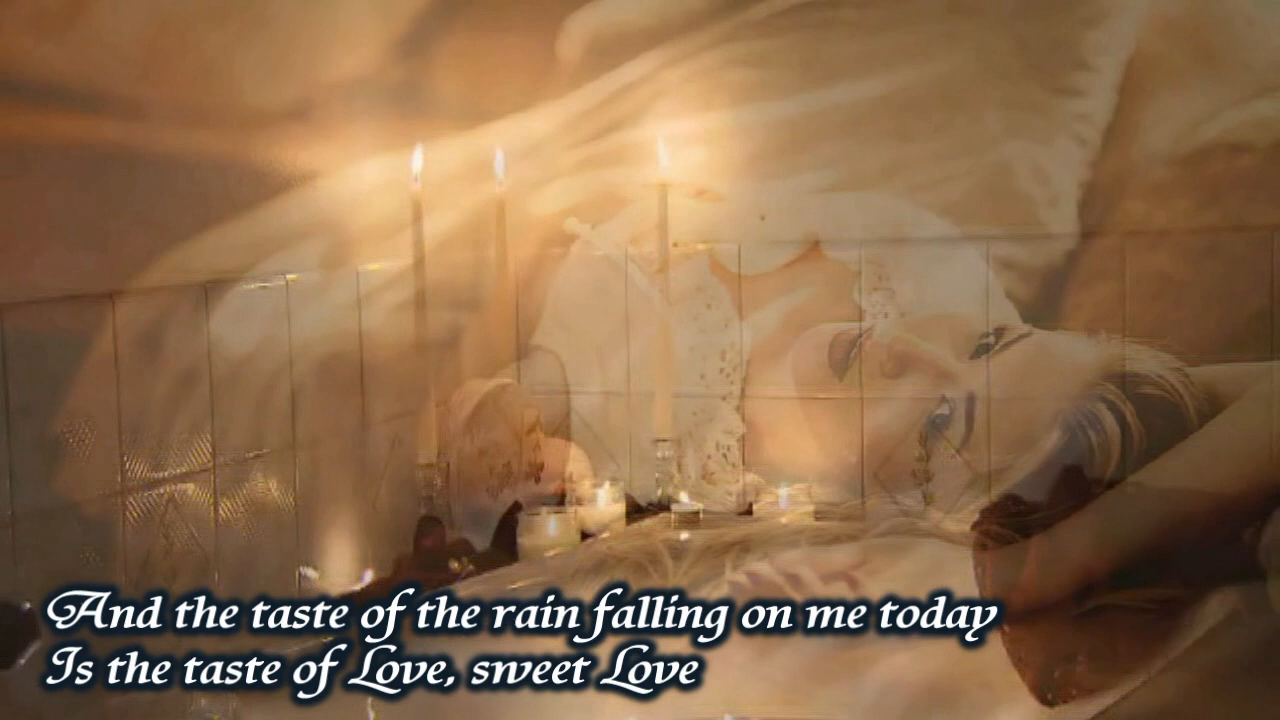 And the taste of the rain falling on me today
Is the taste of Love, sweet Love